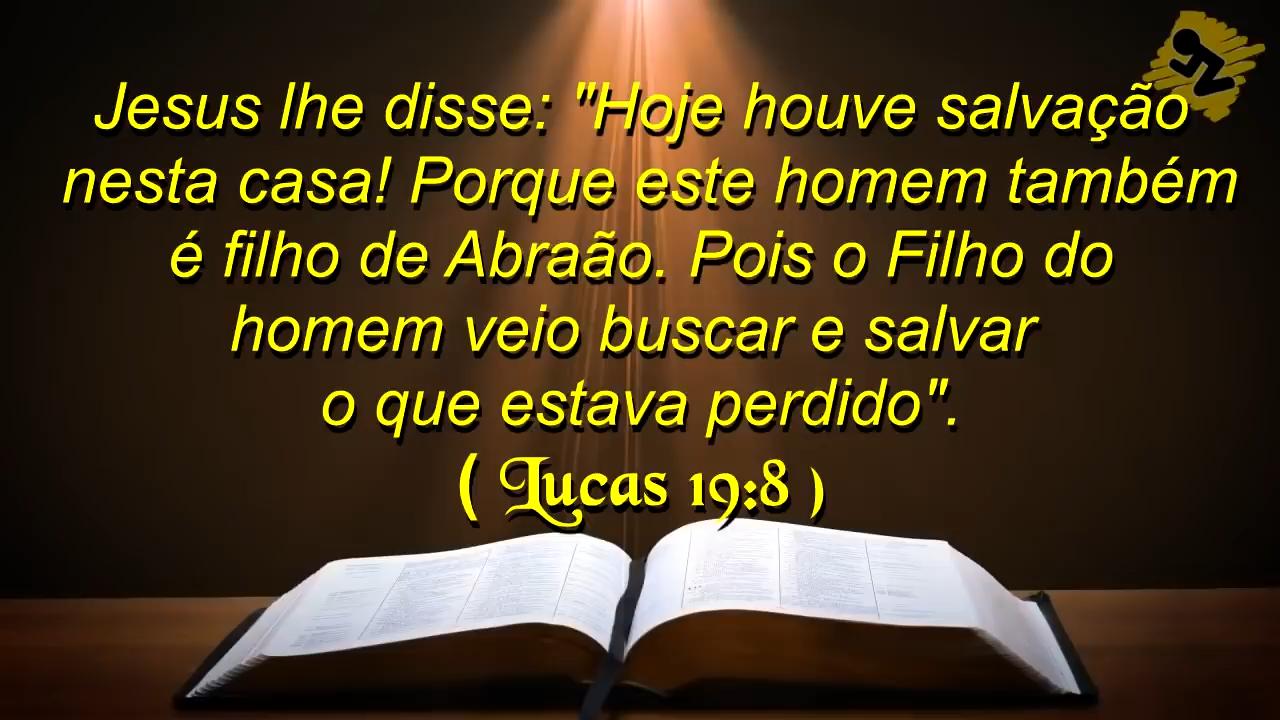 Jesus lhe disse: "Hoje houve salvação
nesta casa! Porque este homem também
é filho de Abraão. Pois o Filho do
homem veio buscar e salvar
o que estava perdido".
( Lucas 19:8 )